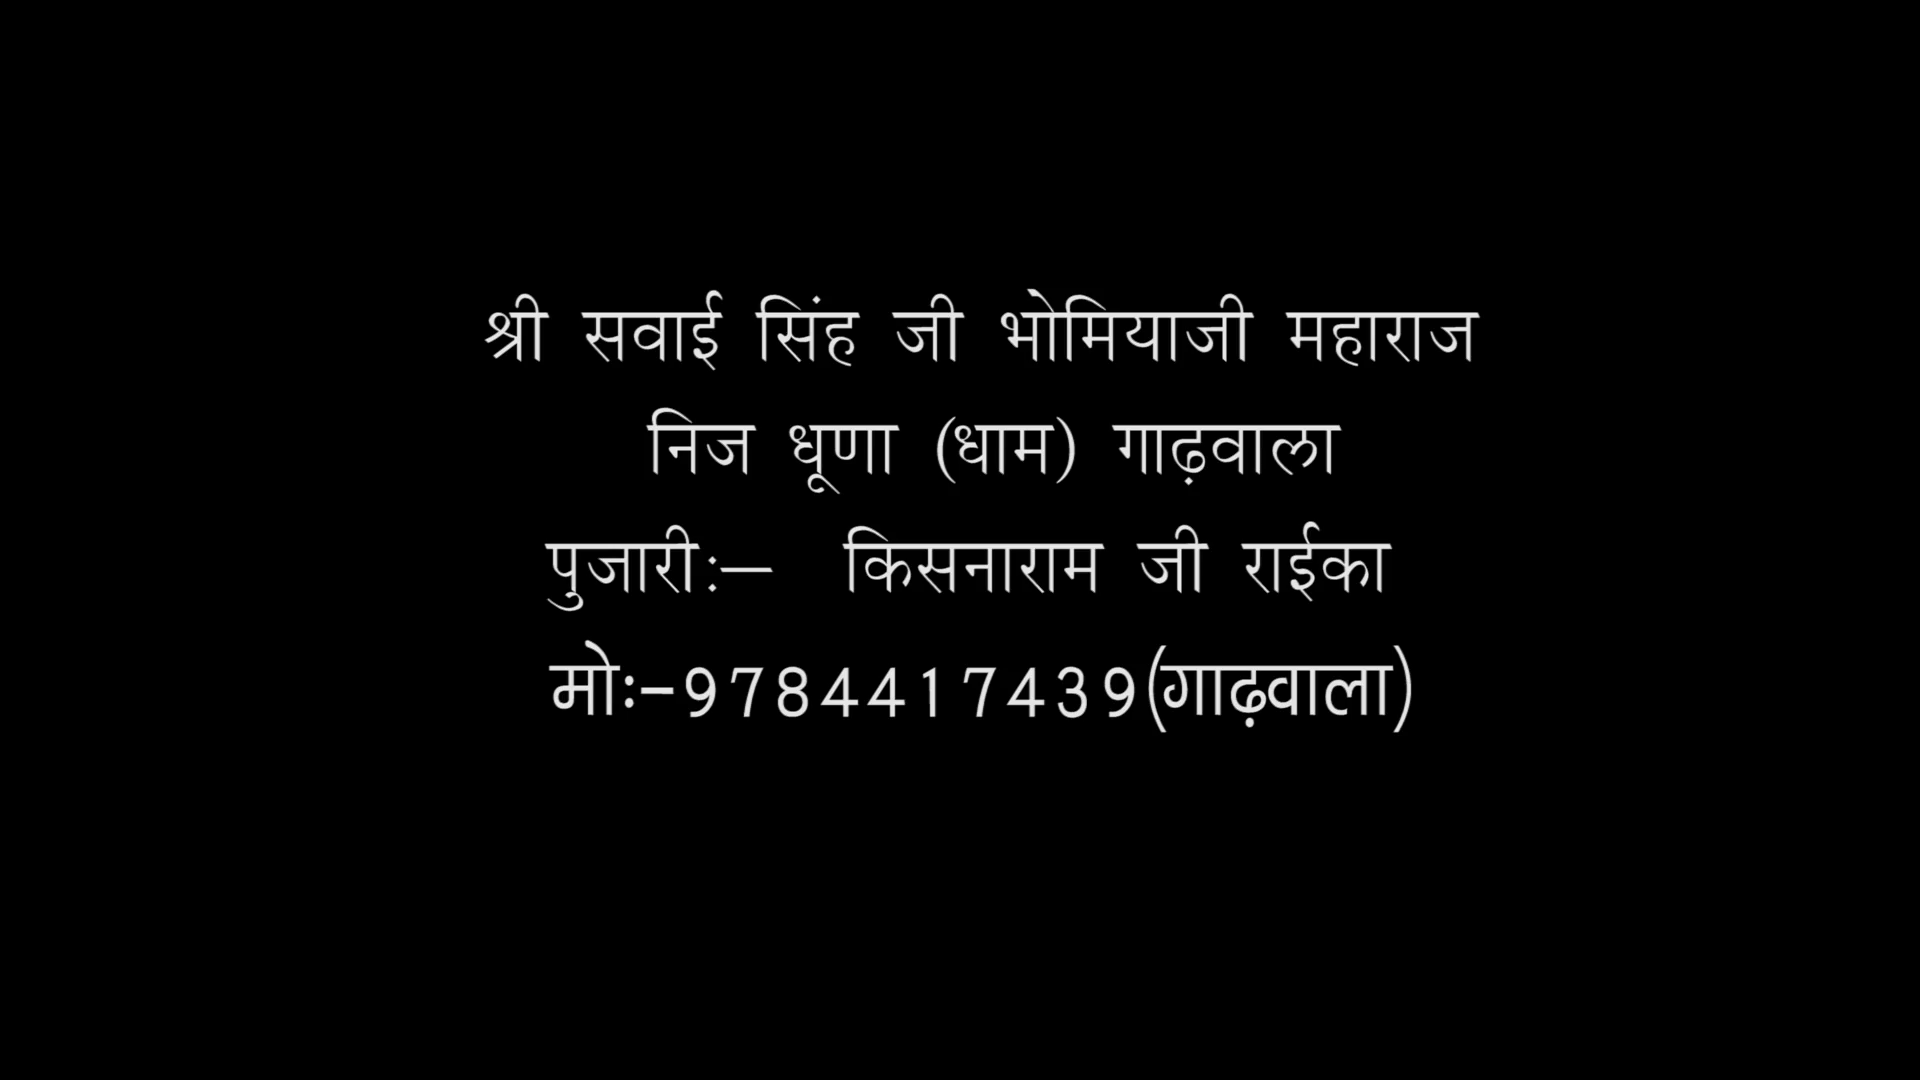 श्री सवाई सिंह जी भोमियाजी महाराज
निज धूणा (धाम) गाढ़वाला
पुजारीः– किसनाराम जी राईका
मोः-9784417439(गाढ़वाला)